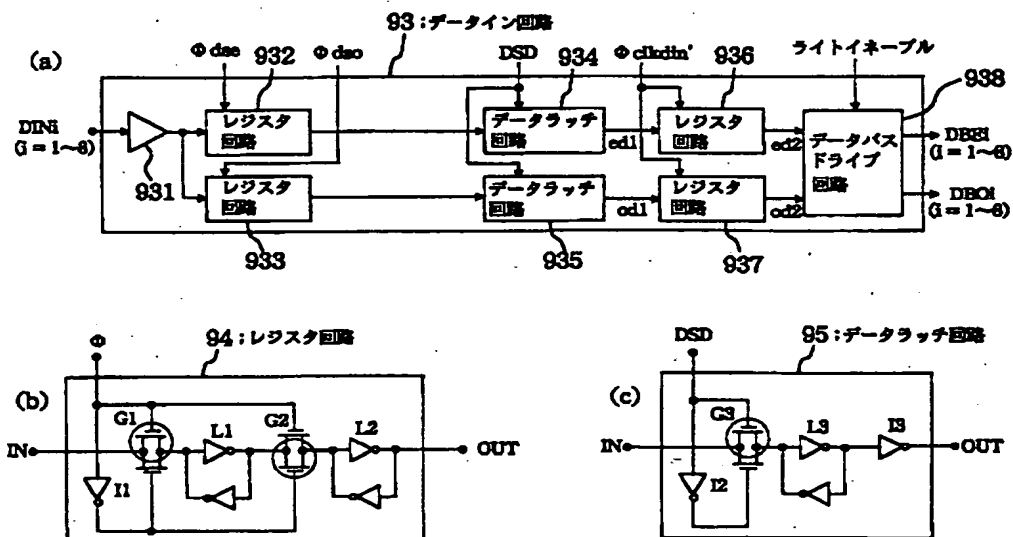 93；データイン回路
(a)
Φdse
932
Φdso
DSD
934
Φclkdin'
936
ライトイネーブル
938
DINi
(i = 1~8)
931
レジスタ
回路
データラッチ
回路
ed1
レジスタ
回路
ed2
データバス
ドライブ
回路
DBEi
(i = 1~8)
レジスタ
回路
データラッチ
回路
od1
レジスタ
回路
od2
DBOi
(i = 1~8)
933
935
937
Φ
94；レジスタ回路
(b)
G1
L1
G2
L2
IN
OUT
I1
DSD
95；データラッチ回路
(c)
G3
L3
I3
IN
OUT
I2